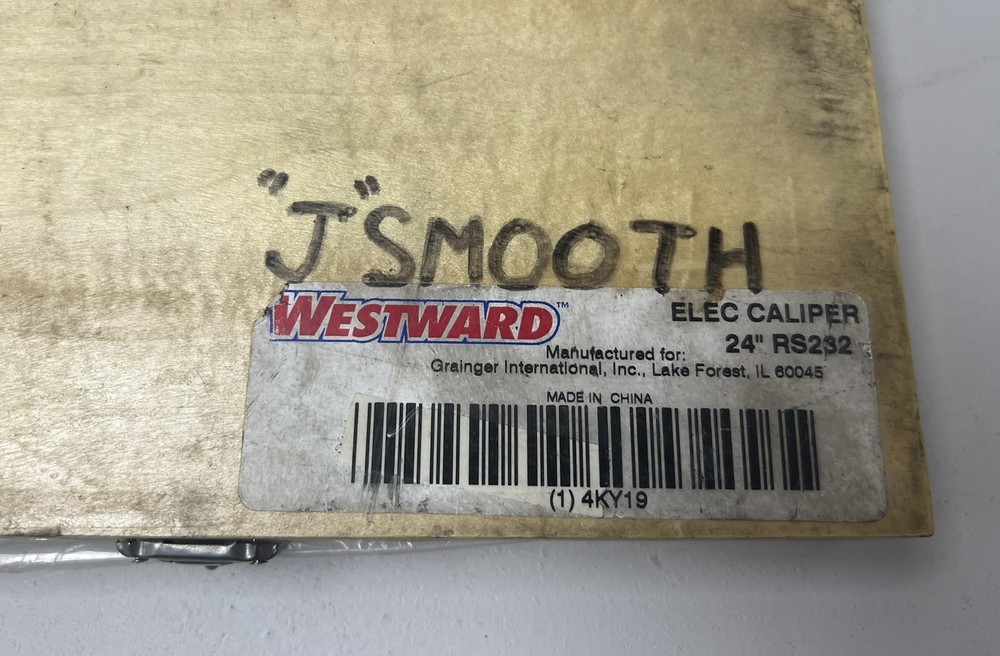 "J" SMOOTH
WESTWARD™
ELEC CALIPER
24" RS232
Manufactured for:
Grainger International, Inc., Lake Forest, IL 60045
MADE IN CHINA
(1) 4KY19